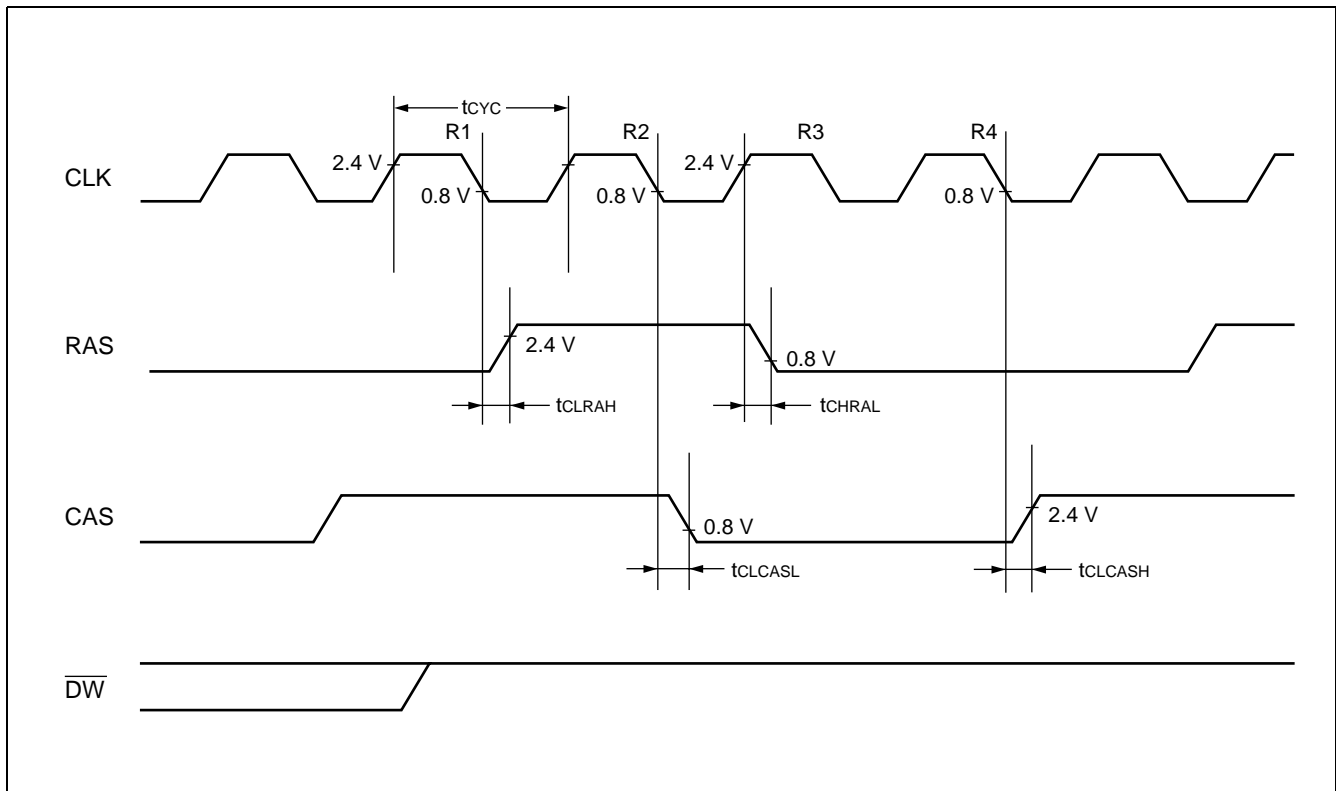 tCYC
R1 R2 R3 R4
CLK
2.4 V
0.8 V
0.8 V
2.4 V
0.8 V
RAS
2.4 V
0.8 V
tCLRAH
tCHRAL
CAS
0.8 V
2.4 V
tCLCASL
tCLCASH
DW